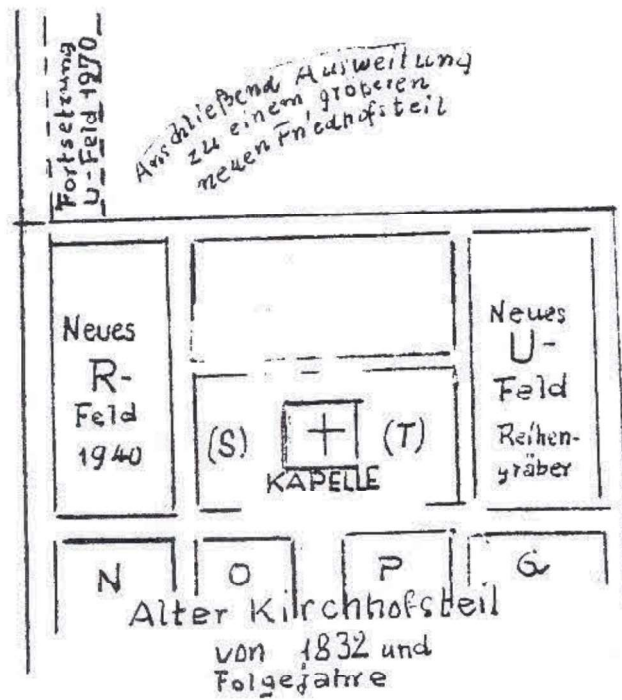 Fortsetzung
U-Feld 1970
Anschließend Ausweitung
zu einem größeren
neuen Friedhofsteil
Neues
R-
Feld
1940
(S)
(T)
KAPELLE
Neues
U-
Feld
Reihen-
gräber
N
O
P
Q
Alter Kirchhofsteil
von 1832 und
Folgejahre